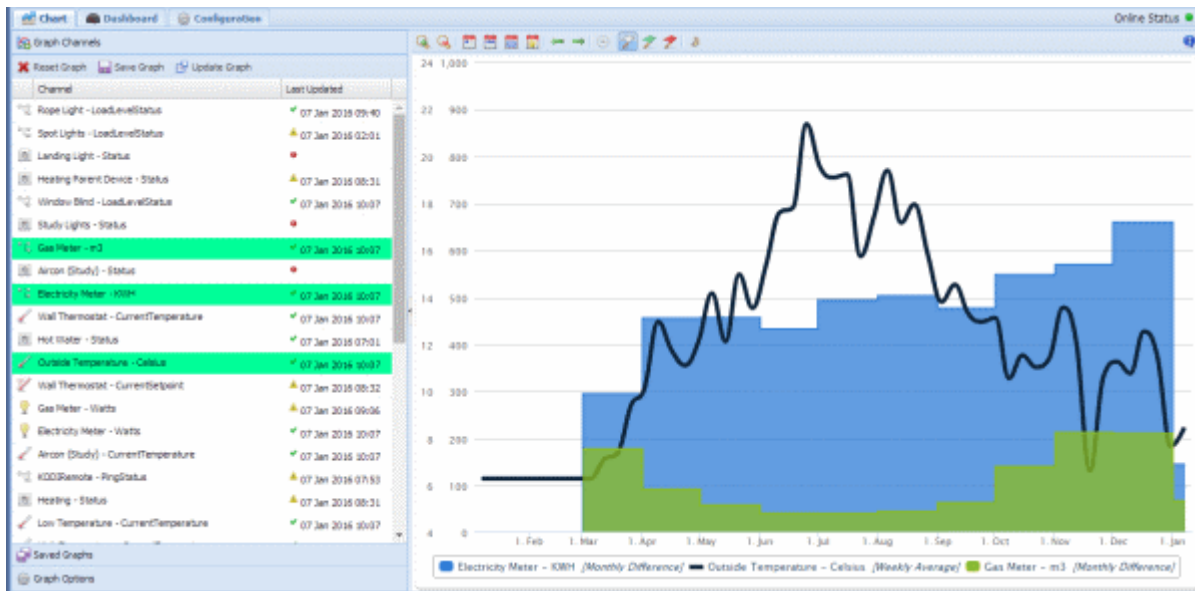 Chart Dashboard Configuration
Online Status
Graph Channels
Reset Graph Save Graph Update Graph
Channel Last Updated
Rope Light - LoadLevelStatus 07 Jan 2016 09:40
Spot Lights - LoadLevelStatus 07 Jan 2016 02:01
Landing Light - Status
Heating Parent Device - Status 07 Jan 2016 08:31
Window Blind - LoadLevelStatus 07 Jan 2016 10:07
Study Lights - Status
Gas Meter - m3 07 Jan 2016 10:07
Aircon (Study) - Status
Electricity Meter - KWH 07 Jan 2016 10:07
Wall Thermostat - CurrentTemperature 07 Jan 2016 10:07
Hot Water - Status 07 Jan 2016 07:01
Outside Temperature - Celsius 07 Jan 2016 10:07
Wall Thermostat - CurrentSetpoint 07 Jan 2016 08:32
Gas Meter - Watts 07 Jan 2016 09:06
Electricity Meter - Watts 07 Jan 2016 10:07
Aircon (Study) - CurrentTemperature 07 Jan 2016 10:07
KODIRemote - PingStatus 07 Jan 2016 07:53
Heating - Status 07 Jan 2016 08:31
Low Temperature - CurrentTemperature 07 Jan 2016 10:07
Saved Graphs
Graph Options
24 1,000
22 900
20 800
18 700
16 600
14 500
12 400
10 300
8 200
6 100
4 0
1. Feb 1. Mar 1. Apr 1. May 1. Jun 1. Jul 1. Aug 1. Sep 1. Oct 1. Nov 1. Dec 1. Jan
Electricity Meter - KWH [Monthly Difference] Outside Temperature - Celsius [Weekly Average] Gas Meter - m3 [Monthly Difference]